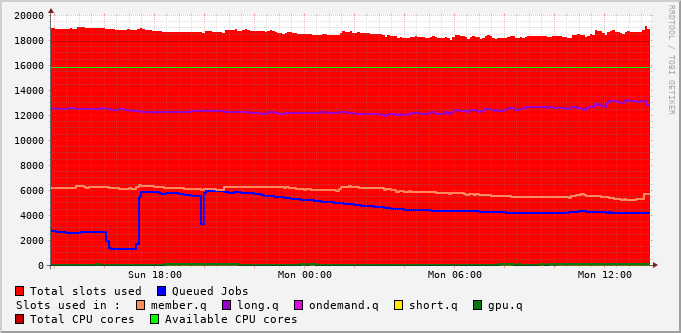 20000
18000
16000
14000
12000
10000
8000
6000
4000
2000
0
Sun 18:00 Mon 00:00 Mon 06:00 Mon 12:00
Total slots used Queued Jobs
Slots used in : member.q long.q ondemand.q short.q gpu.q
Total CPU cores Available CPU cores
RRDTOOL / TOBI OETIKER